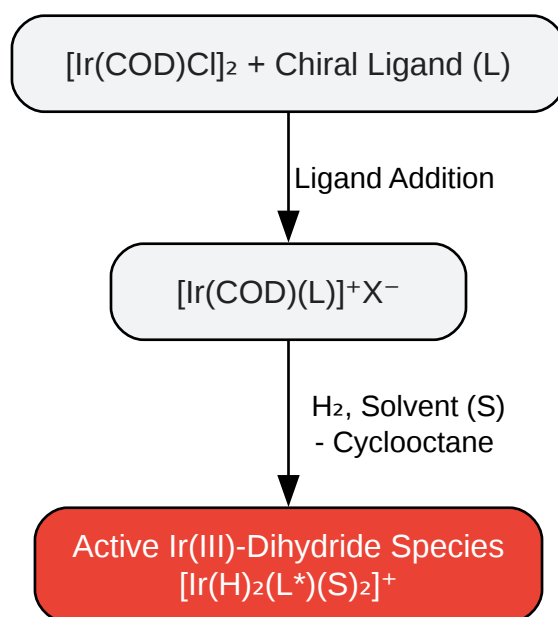 [Ir(COD)Cl]₂ + Chiral Ligand (L)
Ligand Addition
[Ir(COD)(L)]⁺X⁻
H₂, Solvent (S)
- Cyclooctane
Active Ir(III)-Dihydride Species
[Ir(H)₂(L*)(S)₂]⁺